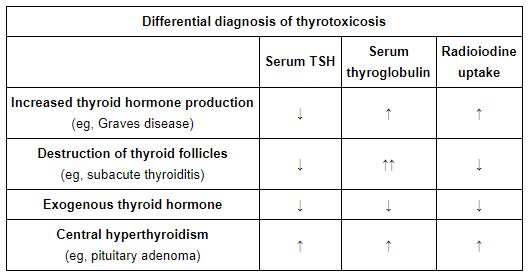 Differential diagnosis of thyrotoxicosis
Serum TSH
Serum
thyroglobulin
Radioiodine
uptake
Increased thyroid hormone production
(eg, Graves disease)
↓ ↑ ↑
Destruction of thyroid follicles
(eg, subacute thyroiditis)
↓ ↑↑ ↓
Exogenous thyroid hormone
↓ ↓ ↓
Central hyperthyroidism
(eg, pituitary adenoma)
↑ ↑ ↑